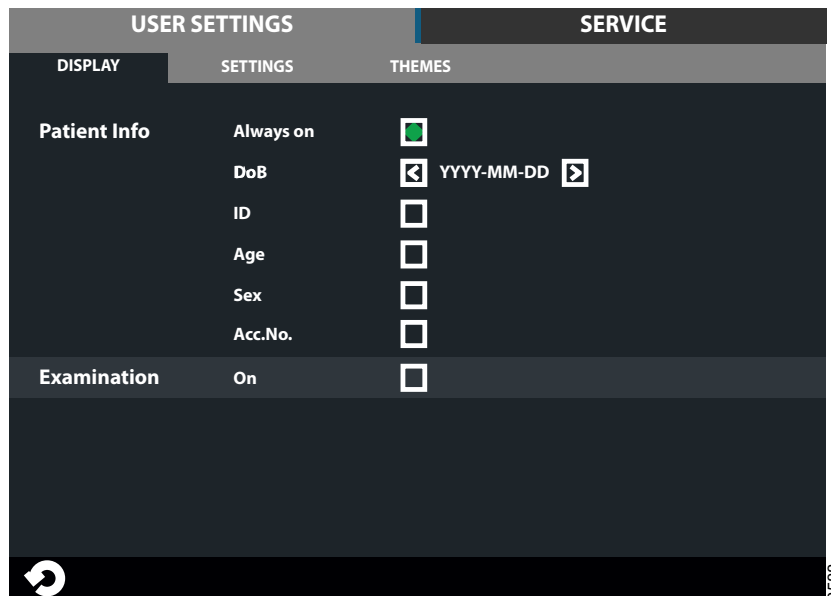 USER SETTINGS SERVICE
DISPLAY SETTINGS THEMES
Patient Info Always on
DoB YYYY-MM-DD
ID
Age
Sex
Acc.No.
Examination On